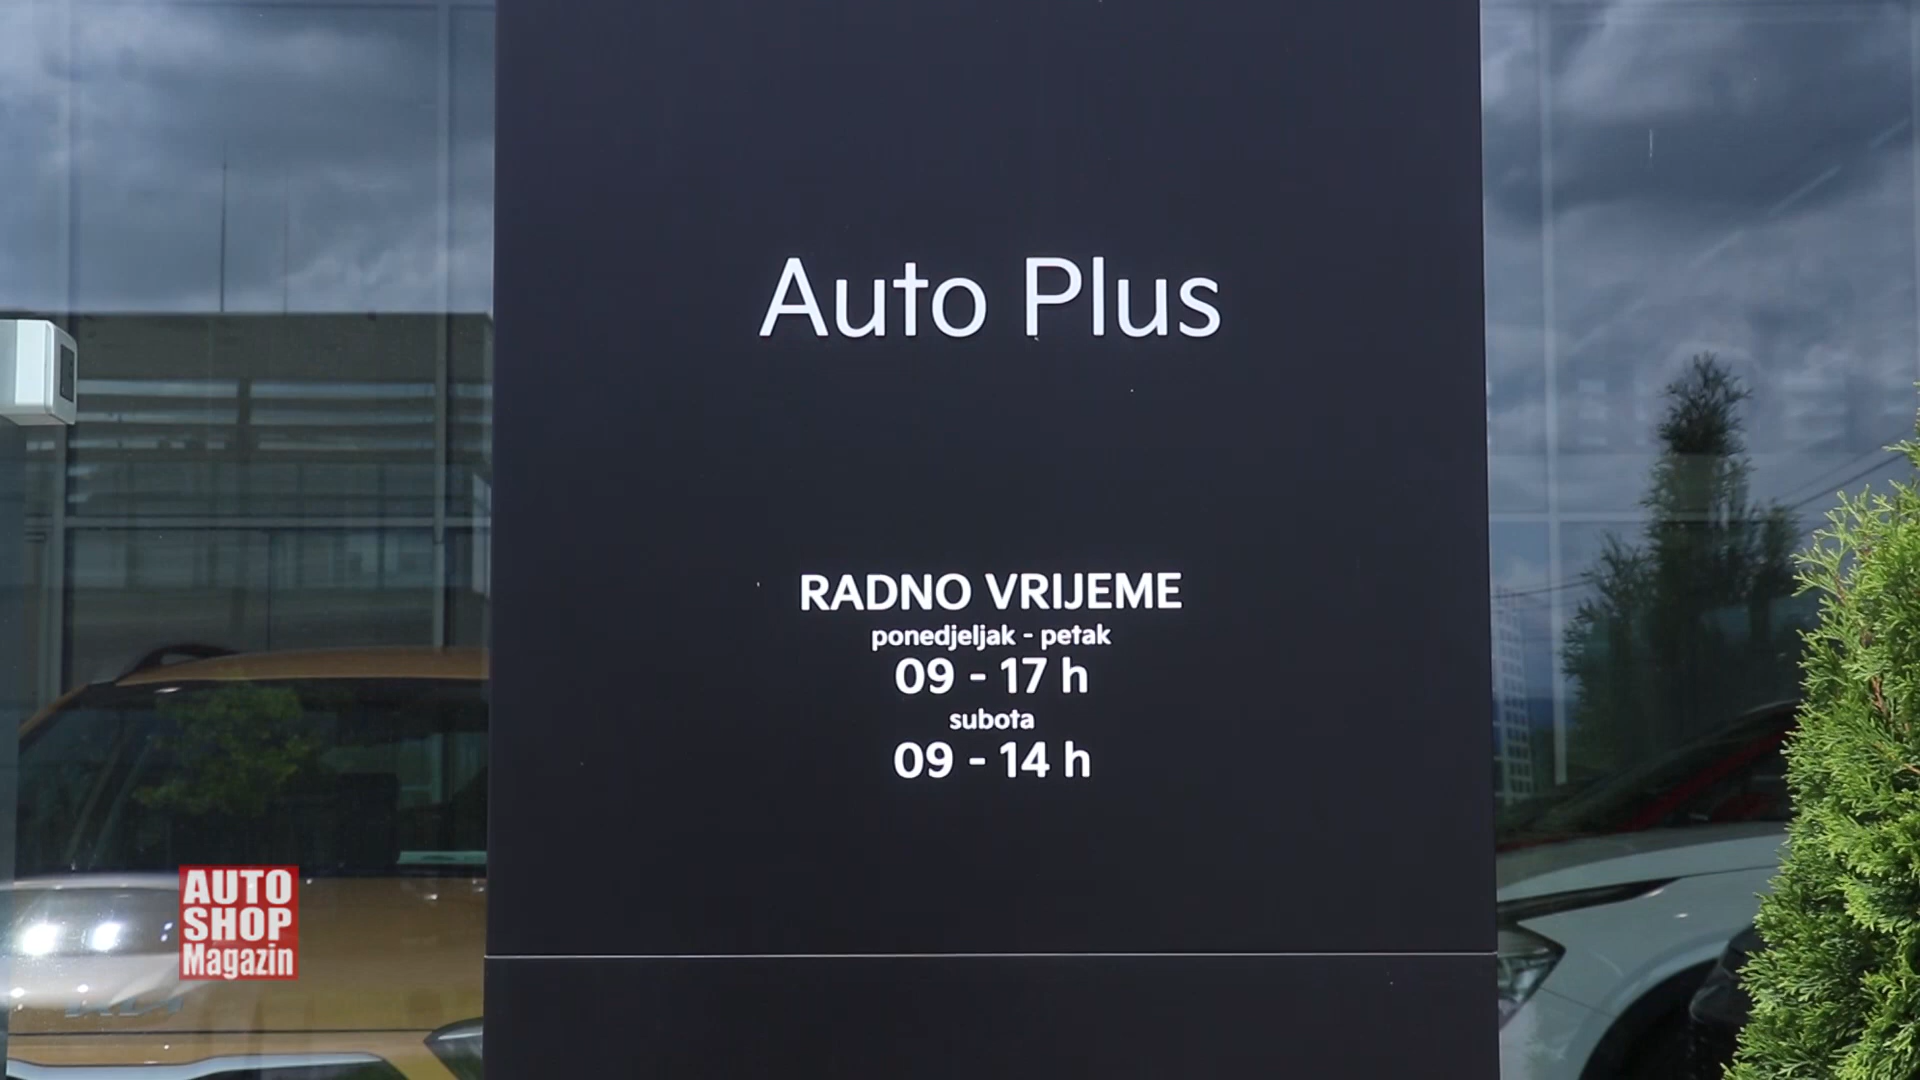 Auto Plus
RADNO VRIJEME
ponedjeljak - petak
09 - 17 h
subota
09 - 14 h
AUTO
SHOP
Magazin